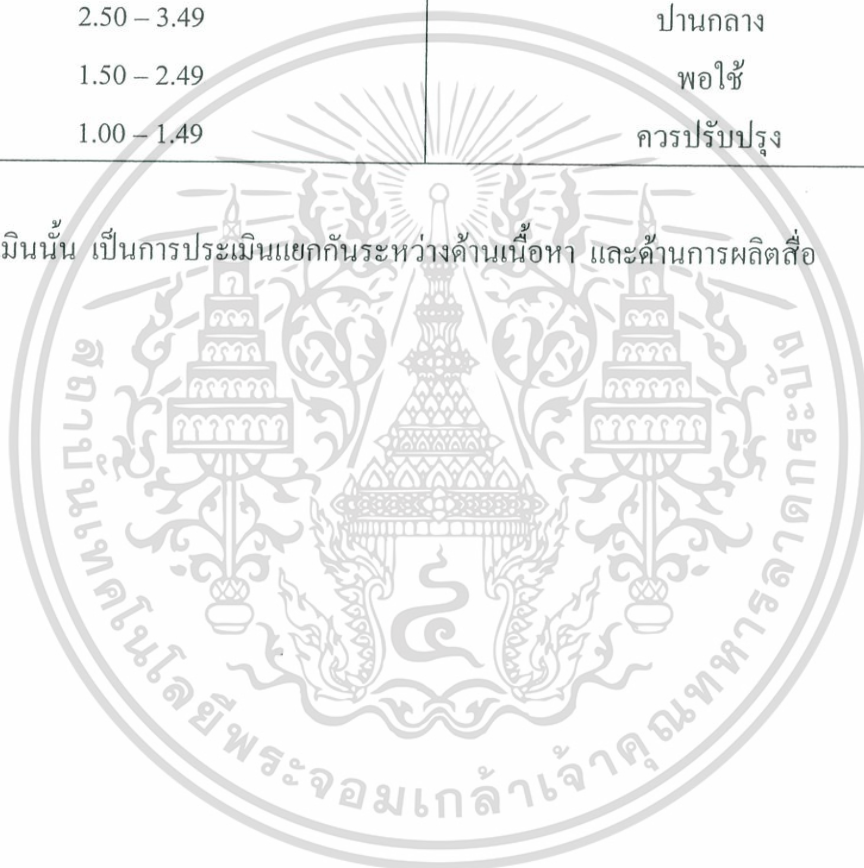 2.50 – 3.49 ปานกลาง
1.50 – 2.49 พอใช้
1.00 – 1.49 ควรปรับปรุง
มินนั้น เป็นการประเมินแยกกันระหว่างด้านเนื้อหา และด้านการผลิตสื่อ
สถาบันเทคโนโลยีพระจอมเกล้าเจ้าคุณทหารลาดกระบัง